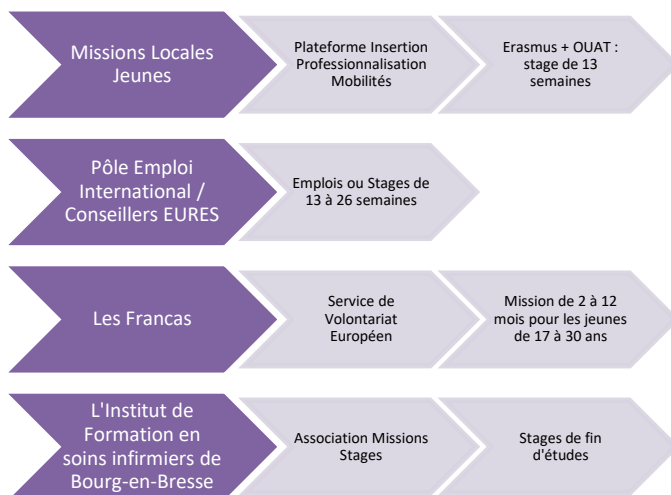 Missions Locales
Jeunes
Plateforme Insertion
Professionnalisation
Mobilités
Erasmus + OUAT :
stage de 13
semaines
Pôle Emploi
International /
Conseillers EURES
Emplois ou Stages de
13 à 26 semaines
Les Francas
Service de
Volontariat
Européen
Mission de 2 à 12
mois pour les jeunes
de 17 à 30 ans
L'Institut de
Formation en
soins infirmiers de
Bourg-en-Bresse
Association Missions
Stages
Stages de fin
d'études